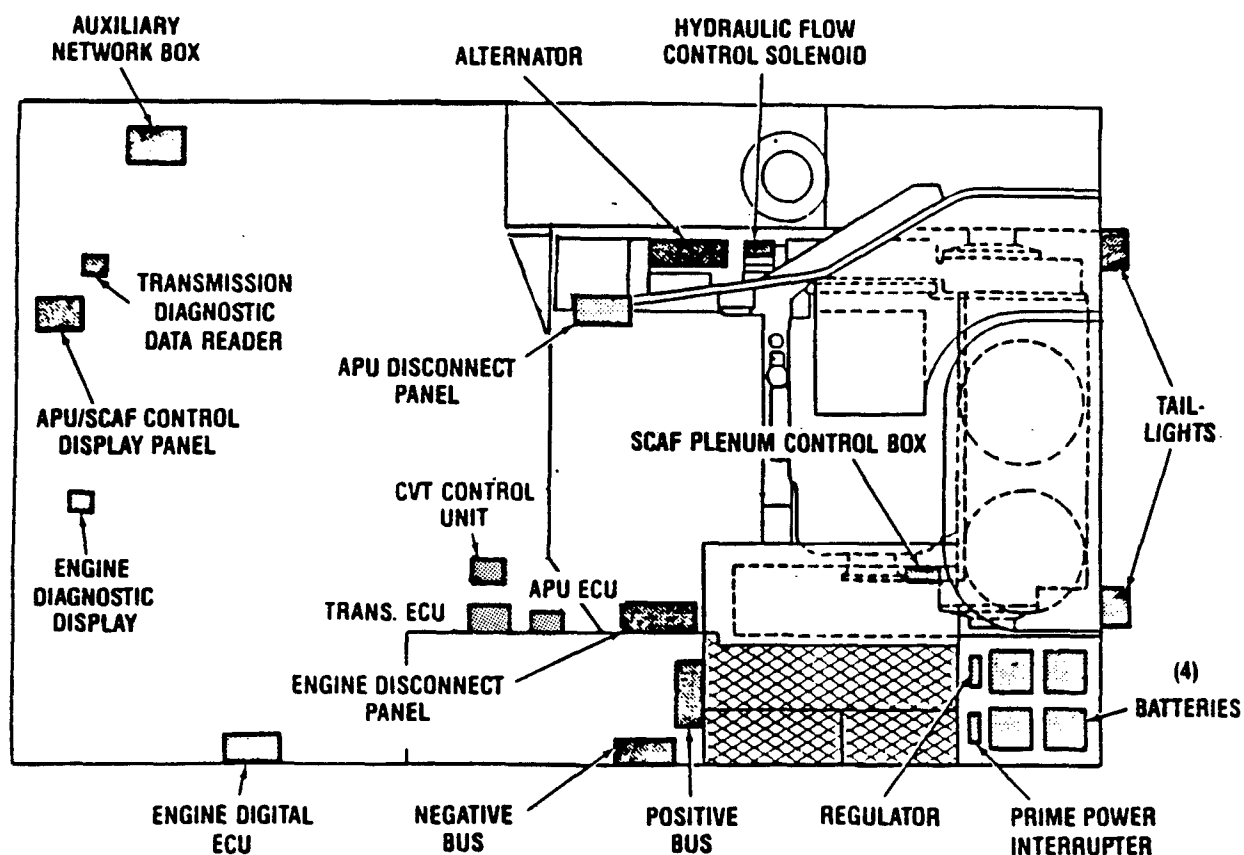 AUXILIARY
NETWORK BOX
ALTERNATOR
HYDRAULIC FLOW
CONTROL SOLENOID
TRANSMISSION
DIAGNOSTIC
DATA READER
APU DISCONNECT
PANEL
APU/SCAF CONTROL
DISPLAY PANEL
SCAF PLENUM CONTROL BOX
TAIL-
LIGHTS
CVT CONTROL
UNIT
ENGINE
DIAGNOSTIC
DISPLAY
APU ECU
TRANS. ECU
ENGINE DISCONNECT
PANEL
(4)
BATTERIES
ENGINE DIGITAL
ECU
NEGATIVE
BUS
POSITIVE
BUS
REGULATOR
PRIME POWER
INTERRUPTER